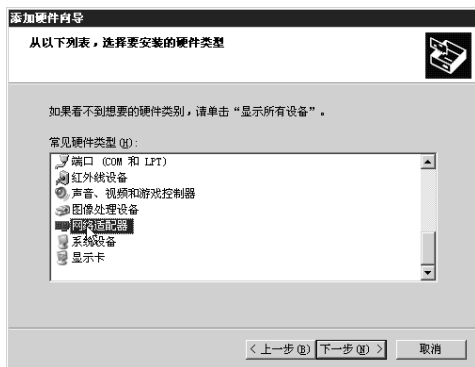 添加硬件向导
从以下列表，选择要安装的硬件类型
如果看不到想要的硬件类别，请单击“显示所有设备”。
常见硬件类型(H):
端口 (COM 和 LPT)
红外线设备
声音、视频和游戏控制器
图像处理设备
网络适配器
系统设备
显示卡
< 上一步(B) 下一步(N) > 取消